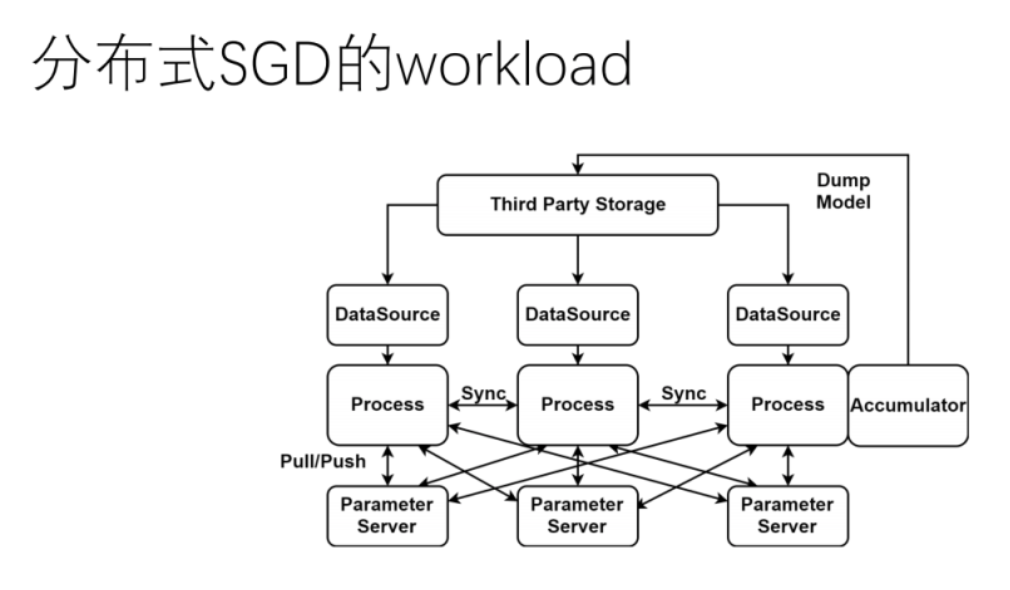 分布式SGD的workload
Dump
Model
Third Party Storage
DataSource
DataSource
DataSource
Process
Sync
Process
Sync
Process
Accumulator
Pull/Push
Parameter
Server
Parameter
Server
Parameter
Server